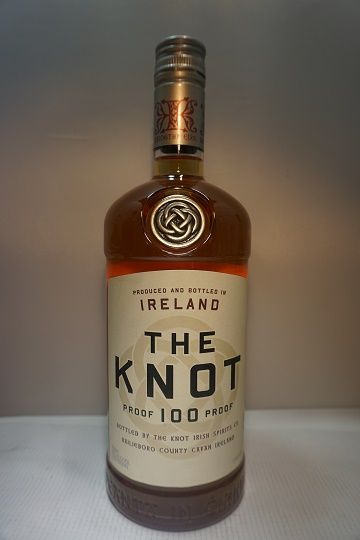 PRODUCED AND BOTTLED IN
IRELAND
THE
KNOT
PROOF 100 PROOF
BOTTLED BY THE KNOT IRISH SPIRITS CO
BAILIEBORO COUNTY CAVAN IRELAND